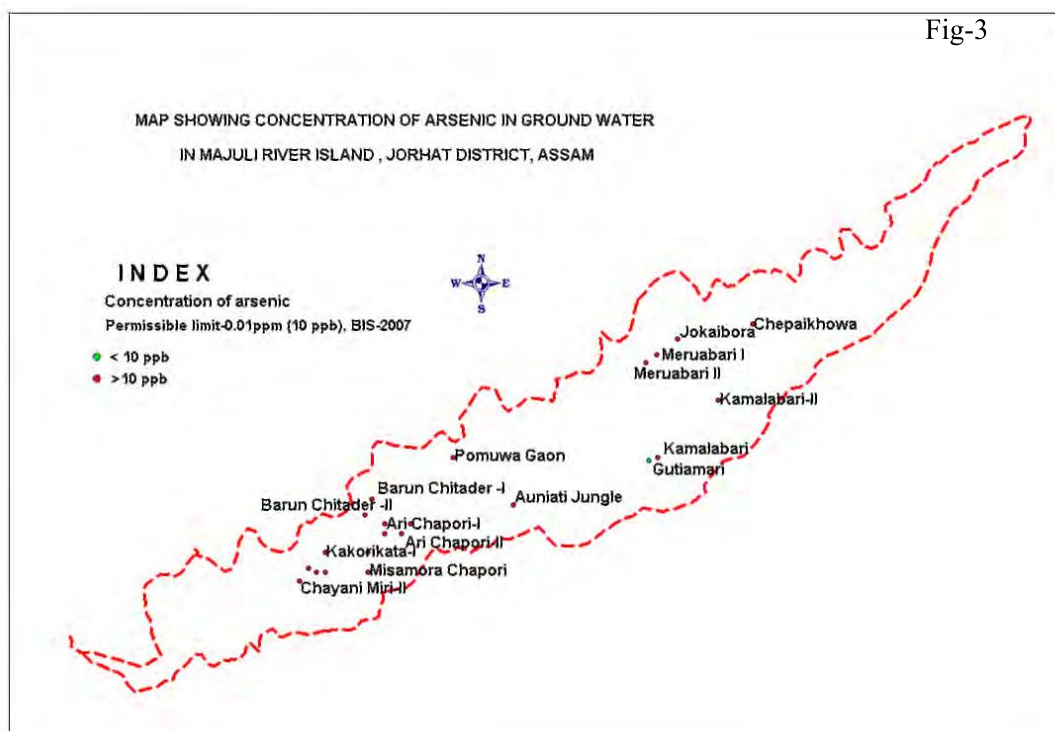 Fig-3
MAP SHOWING CONCENTRATION OF ARSENIC IN GROUND WATER
IN MAJULI RIVER ISLAND , JORHAT DISTRICT, ASSAM
N
W E
S
INDEX
Concentration of arsenic
Permissible limit-0.01ppm (10 ppb), BIS-2007
< 10 ppb
>10 ppb
Chepaikhowa
Jokaibora
Meruabari I
Meruabari II
Kamalabari-II
Kamalabari
Gutiamari
Pomuwa Gaon
Barun Chitader -I
Auniati Jungle
Barun Chitader -II
Ari Chapori-I
Ari Chapori-II
Kakorikata-I
Misamora Chapori
Chayani Miri-II